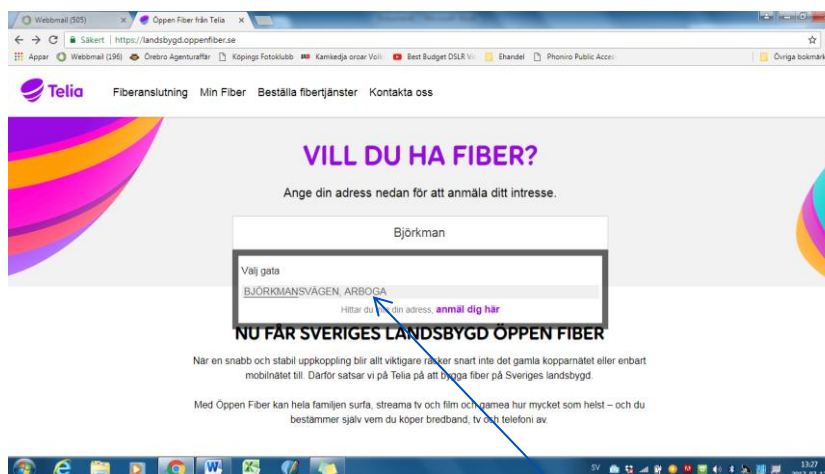 Webbmail (505)
Öppen Fiber från Telia
Säkert | https://landsbygd.oppenfiber.se
Appar
Webbmail (196)
Örebro Agenturaffär
Köpings Fotoklubb
Kamkedja oroar Volk
Best Budget DSLR Vi
Ehandel
Phoniro Public Acces
Övriga bokmärk
Telia
Fiberanslutning Min Fiber Beställa fibertjänster Kontakta oss
VILL DU HA FIBER?
Ange din adress nedan för att anmäla ditt intresse.
Björkman
Välj gata
BJÖRKMANSVÄGEN, ARBOGA
Hittar du inte din adress, anmäl dig här
NU FÅR SVERIGES LANDSBYGD ÖPPEN FIBER
När en snabb och stabil uppkoppling blir allt viktigare räcker snart inte det gamla kopparnätet eller enbart
mobilnätet till. Därför satsar vi på Telia på att bygga fiber på Sveriges landsbygd.
Med Öppen Fiber kan hela familjen surfa, streama tv och film och gamea hur mycket som helst – och du
bestämmer själv vem du köper bredband, tv och telefoni av.
SV
13:27